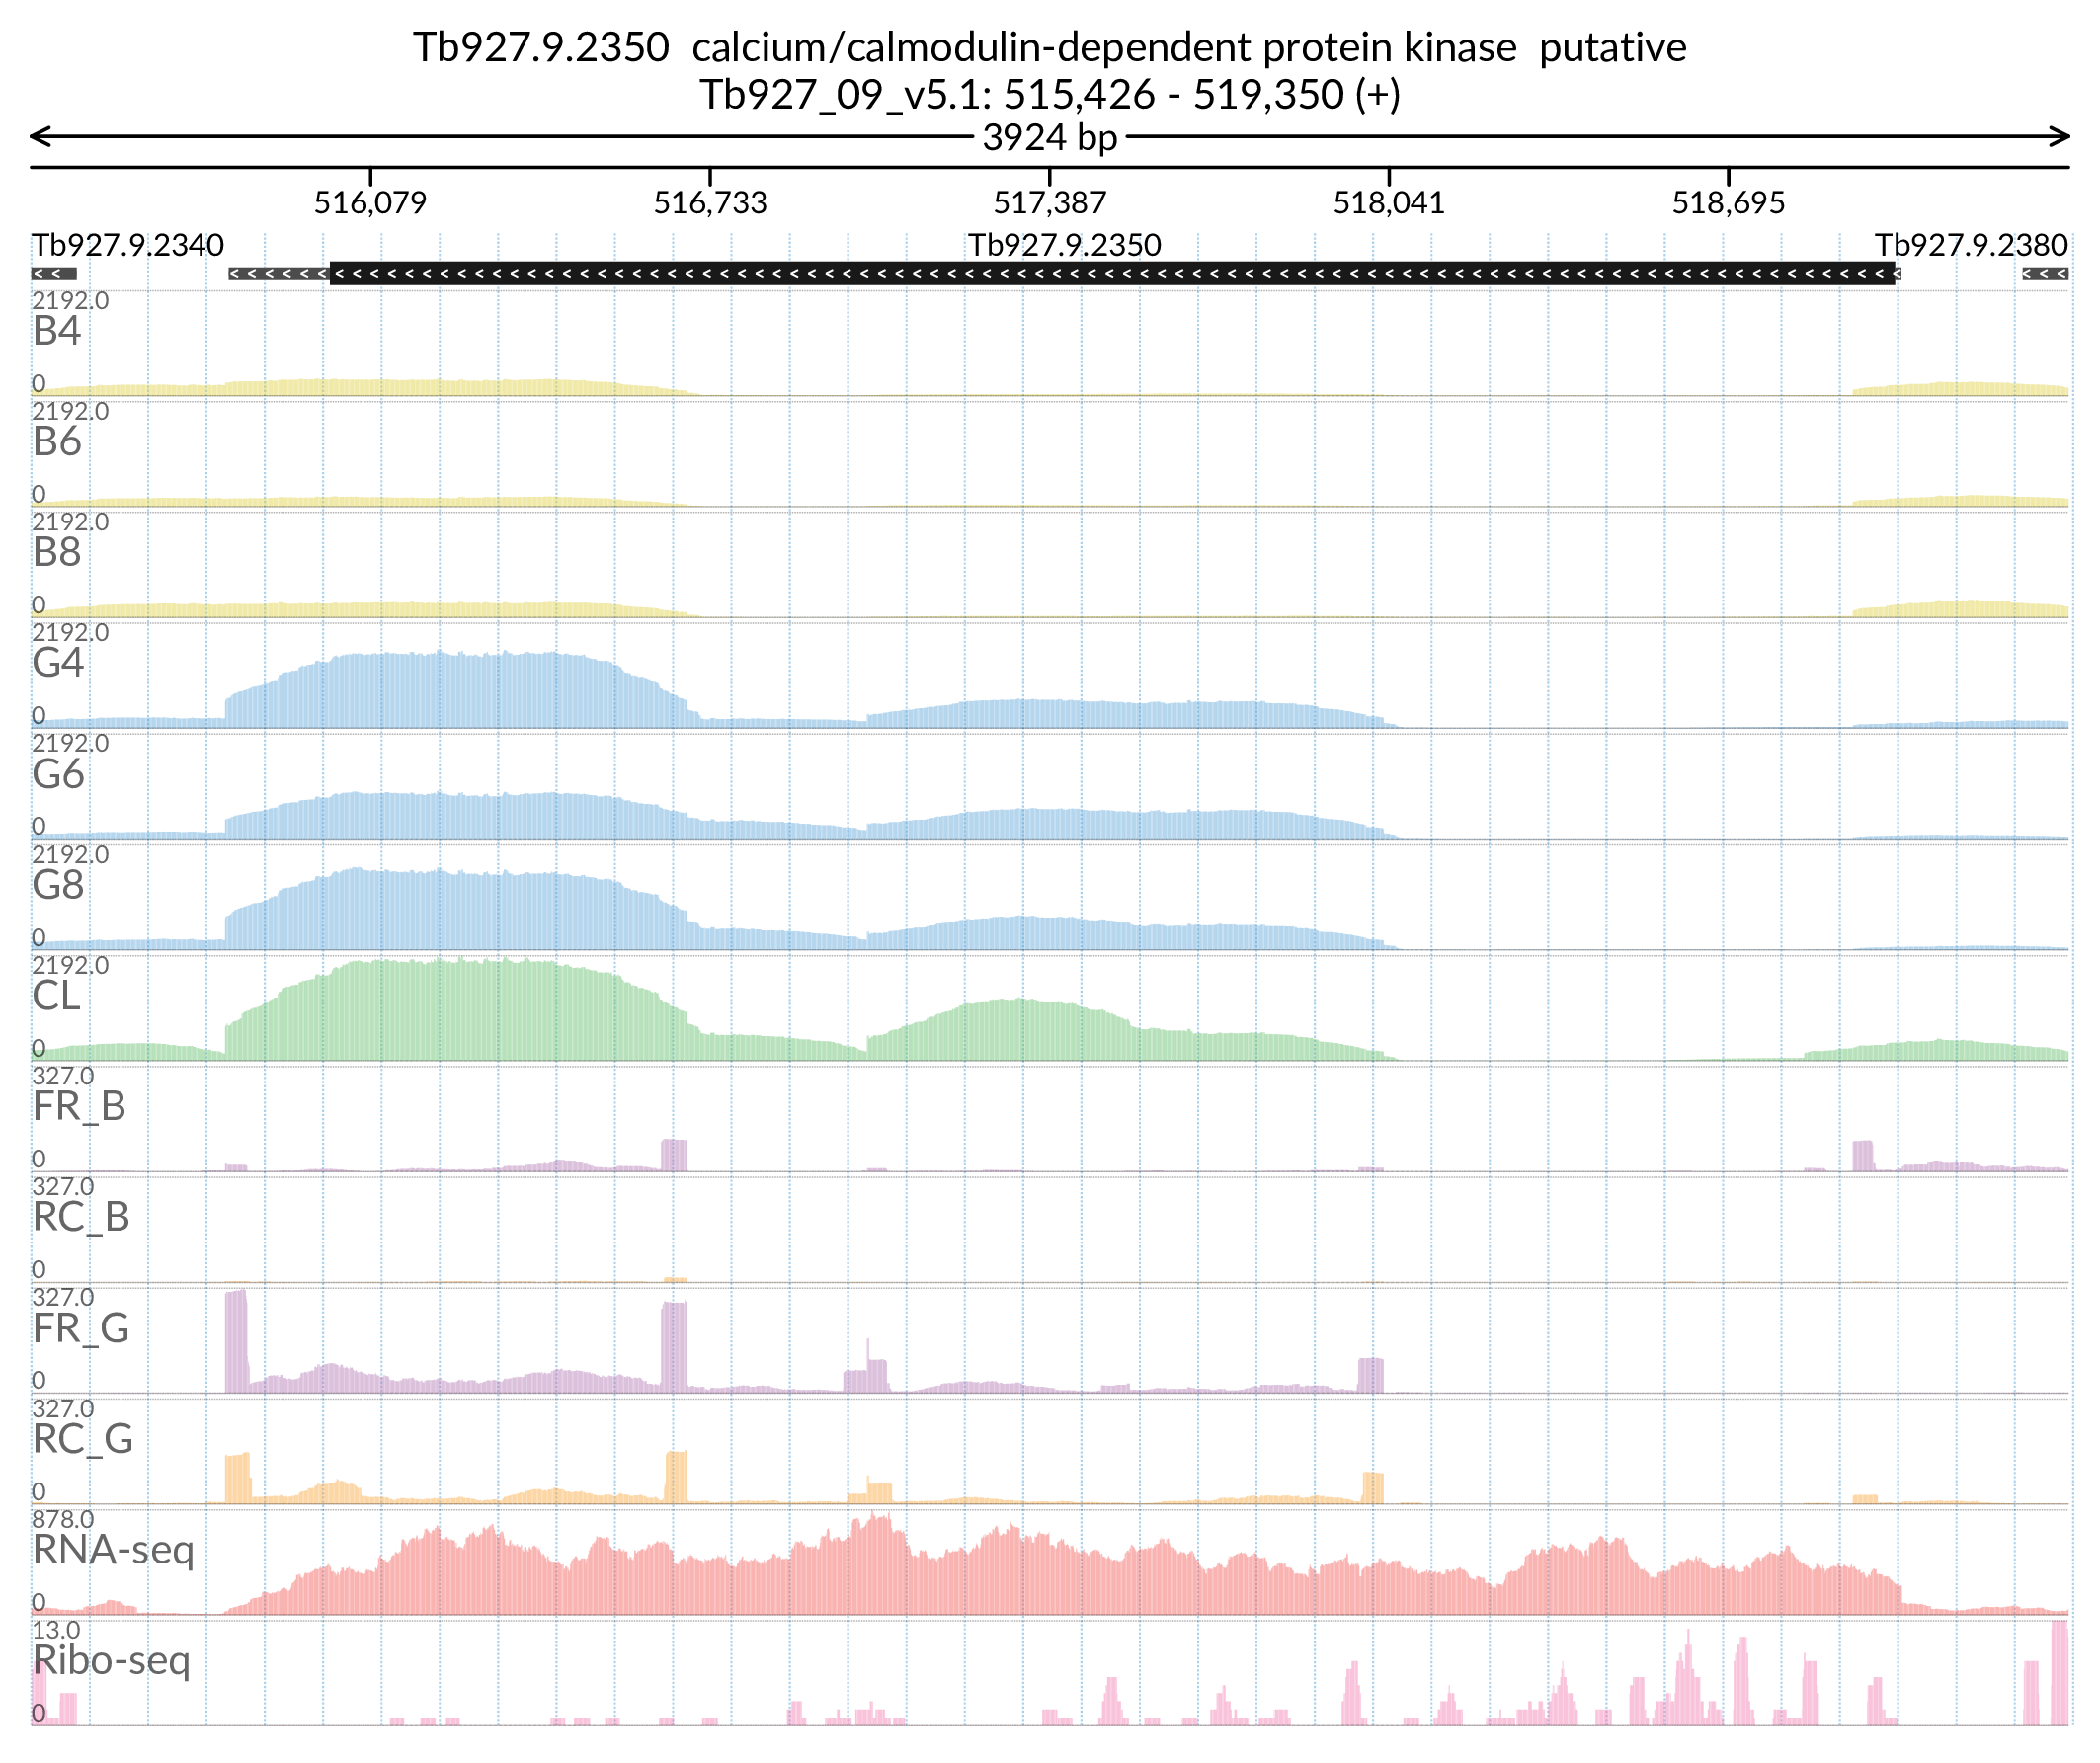 Tb927.9.2350 calcium/calmodulin-dependent protein kinase putative
Tb927_09_v5.1: 515,426 - 519,350 (+)
3924 bp
516,079 516,733 517,387 518,041 518,695
Tb927.9.2340 Tb927.9.2350 Tb927.9.2380
2192.0
B4
0
2192.0
B6
0
2192.0
B8
0
2192.0
G4
0
2192.0
G6
0
2192.0
G8
0
2192.0
CL
0
327.0
FR_B
0
327.0
RC_B
0
327.0
FR_G
0
327.0
RC_G
0
878.0
RNA-seq
0
13.0
Ribo-seq
0